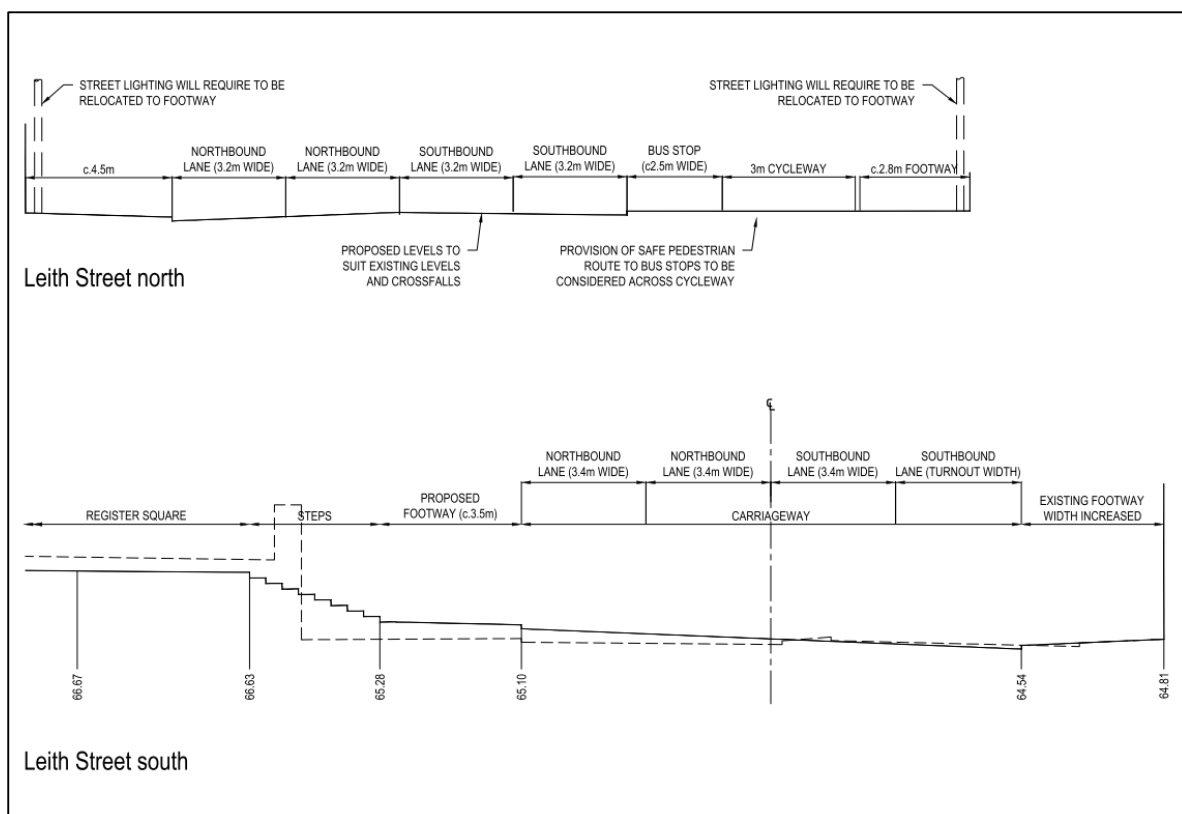 STREET LIGHTING WILL REQUIRE TO BE
RELOCATED TO FOOTWAY
STREET LIGHTING WILL REQUIRE TO BE
RELOCATED TO FOOTWAY
c.4.5m
NORTHBOUND
LANE (3.2m WIDE)
NORTHBOUND
LANE (3.2m WIDE)
SOUTHBOUND
LANE (3.2m WIDE)
SOUTHBOUND
LANE (3.2m WIDE)
BUS STOP
(c2.5m WIDE)
3m CYCLEWAY
c.2.8m FOOTWAY
PROPOSED LEVELS TO
SUIT EXISTING LEVELS
AND CROSSFALLS
PROVISION OF SAFE PEDESTRIAN
ROUTE TO BUS STOPS TO BE
CONSIDERED ACROSS CYCLEWAY
Leith Street north
℄
NORTHBOUND
LANE (3.4m WIDE)
NORTHBOUND
LANE (3.4m WIDE)
SOUTHBOUND
LANE (3.4m WIDE)
SOUTHBOUND
LANE (TURNOUT WIDTH)
REGISTER SQUARE
STEPS
PROPOSED
FOOTWAY (c.3.5m)
CARRIAGEWAY
EXISTING FOOTWAY
WIDTH INCREASED
66.67
66.63
65.28
65.10
64.54
64.81
Leith Street south